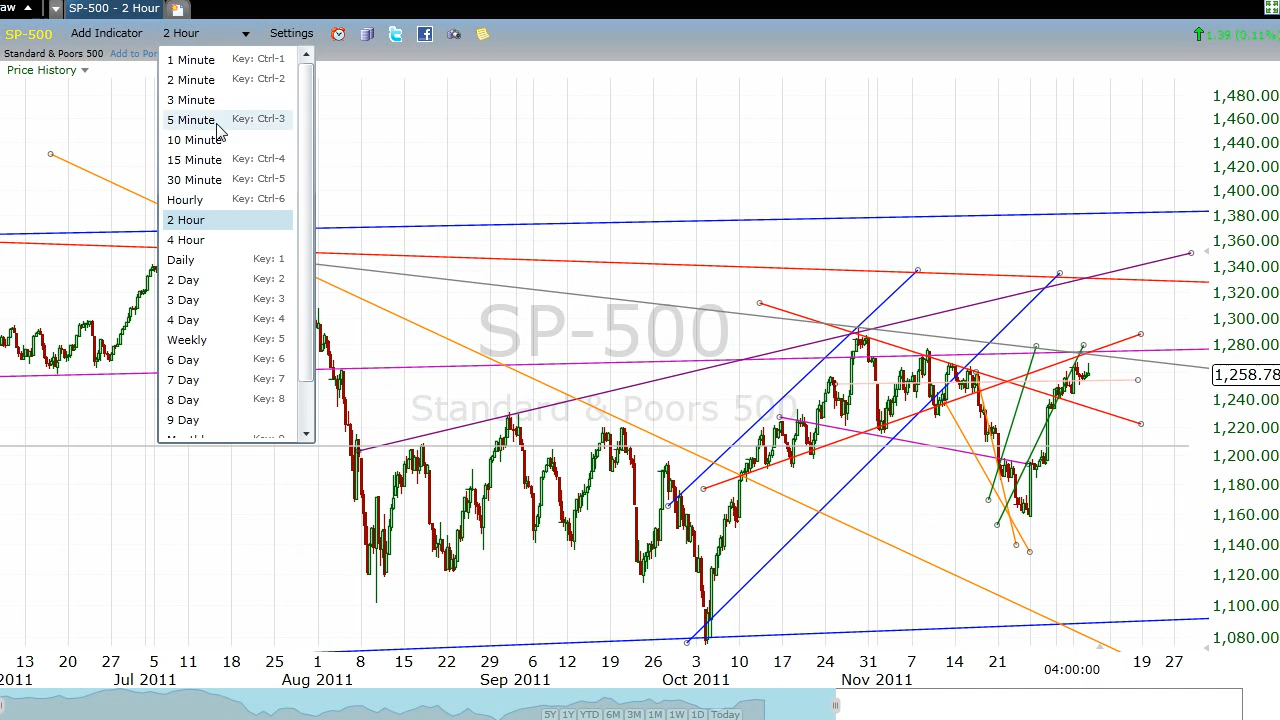 aw SP-500 - 2 Hour
SP-500 Add Indicator 2 Hour Settings 1.39 (0.11%)
Standard & Poors 500 Add to Por
Price History
1 Minute Key: Ctrl-1
2 Minute Key: Ctrl-2
3 Minute
5 Minute Key: Ctrl-3
10 Minute
15 Minute Key: Ctrl-4
30 Minute Key: Ctrl-5
Hourly Key: Ctrl-6
2 Hour
4 Hour
Daily Key: 1
2 Day Key: 2
3 Day Key: 3
4 Day Key: 4
Weekly Key: 5
6 Day Key: 6
7 Day Key: 7
8 Day Key: 8
9 Day
Monthly Key: 9
SP-500
Standard & Poors 500
1,480.00
1,460.00
1,440.00
1,420.00
1,400.00
1,380.00
1,360.00
1,340.00
1,320.00
1,300.00
1,280.00
1,258.78
1,240.00
1,220.00
1,200.00
1,180.00
1,160.00
1,140.00
1,120.00
1,100.00
1,080.00
13 20 27 5 11 18 25 1 8 15 22 29 6 12 19 26 3 10 17 24 31 7 14 21 04:00:00 19 27
2011 Jul 2011 Aug 2011 Sep 2011 Oct 2011 Nov 2011
5Y 1Y YTD 6M 3M 1M 1W 1D Today